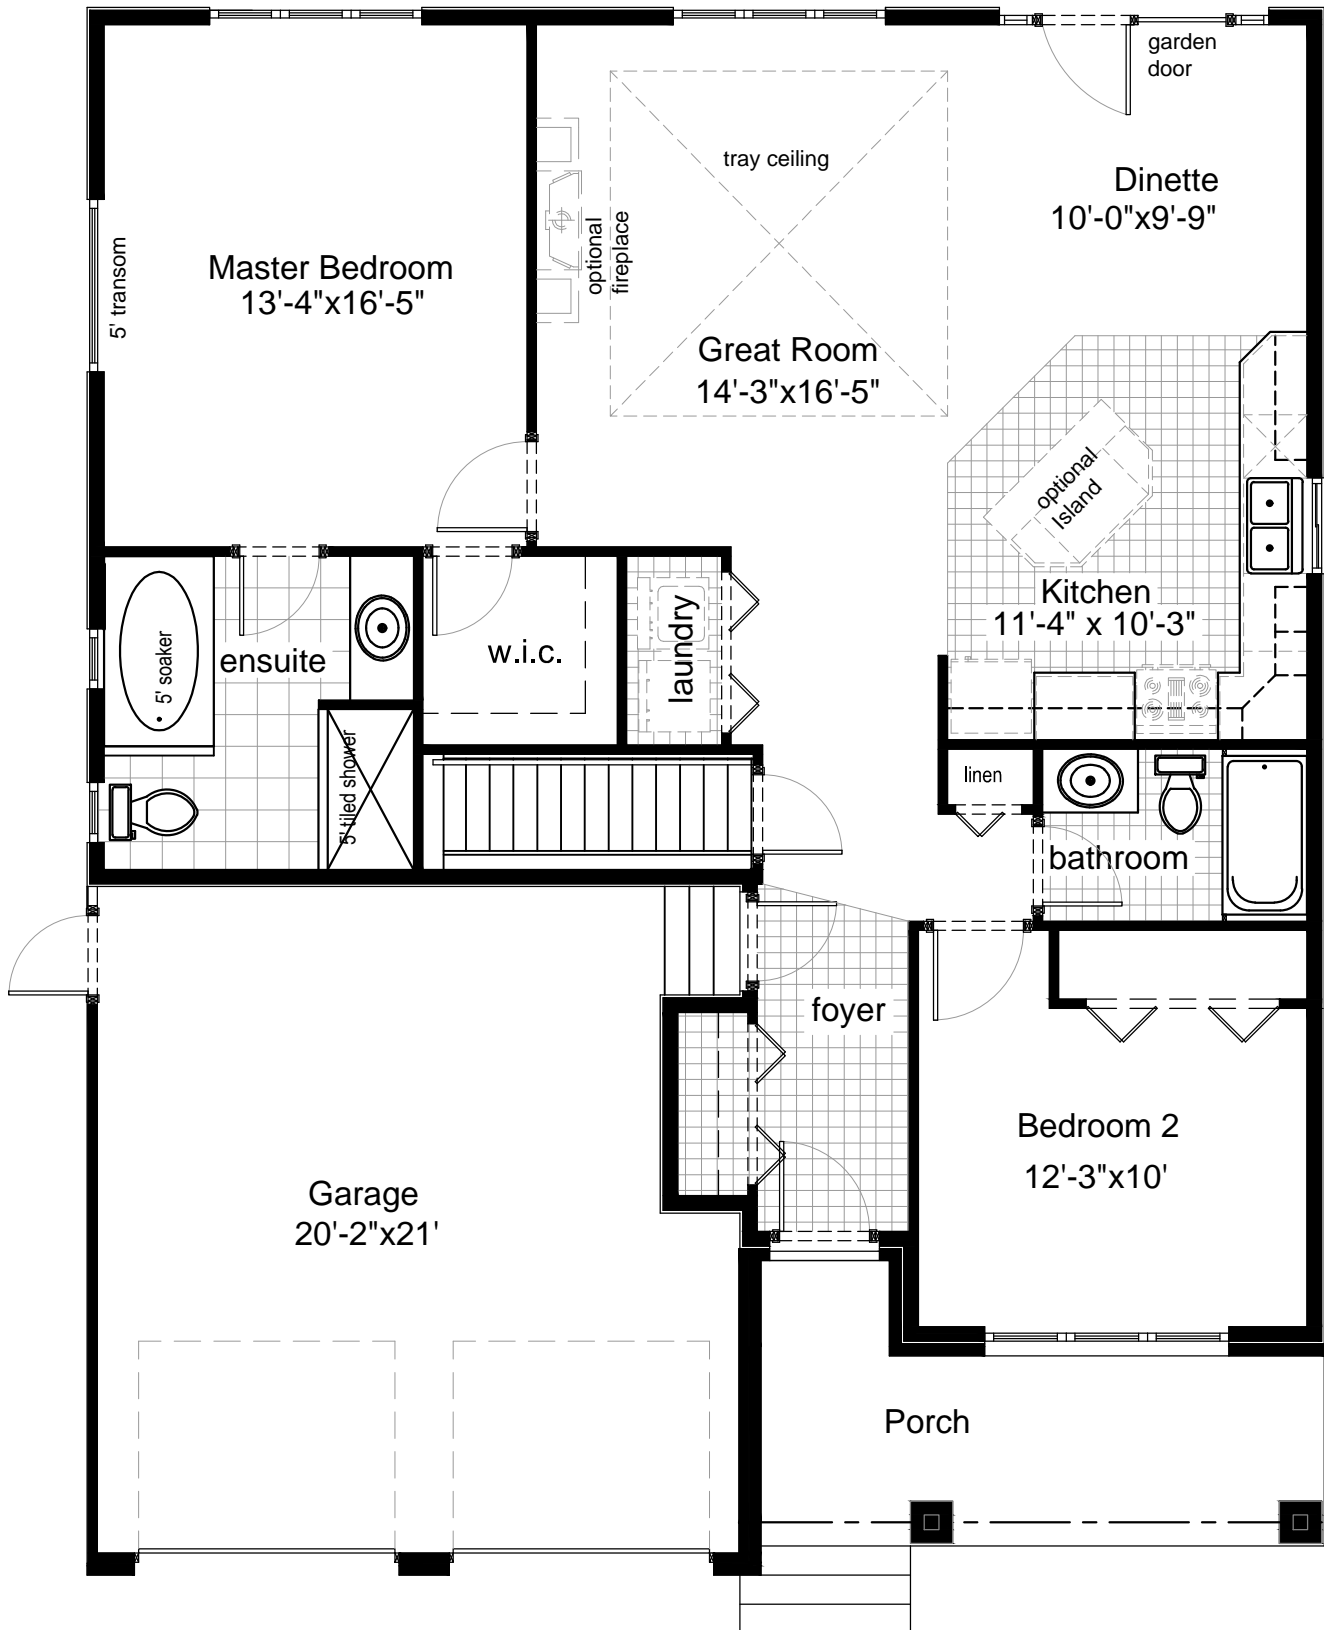 garden
door
tray ceiling
Dinette
10'-0"x9'-9"
optional
fireplace
5' transom
Master Bedroom
13'-4"x16'-5"
Great Room
14'-3"x16'-5"
optional
Island
Kitchen
11'-4" x 10'-3"
5' soaker
ensuite
w.i.c.
laundry
5' tiled shower
linen
bathroom
foyer
Bedroom 2
12'-3"x10'
Garage
20'-2"x21'
Porch